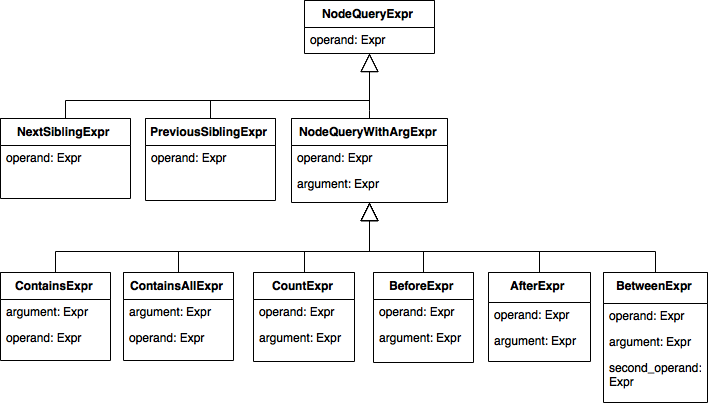 NodeQueryExpr
operand: Expr
NextSiblingExpr
operand: Expr
PreviousSiblingExpr
operand: Expr
NodeQueryWithArgExpr
operand: Expr
argument: Expr
ContainsExpr
argument: Expr
operand: Expr
ContainsAllExpr
argument: Expr
operand: Expr
CountExpr
operand: Expr
argument: Expr
BeforeExpr
operand: Expr
argument: Expr
AfterExpr
operand: Expr
argument: Expr
BetweenExpr
operand: Expr
argument: Expr
second_operand:
Expr